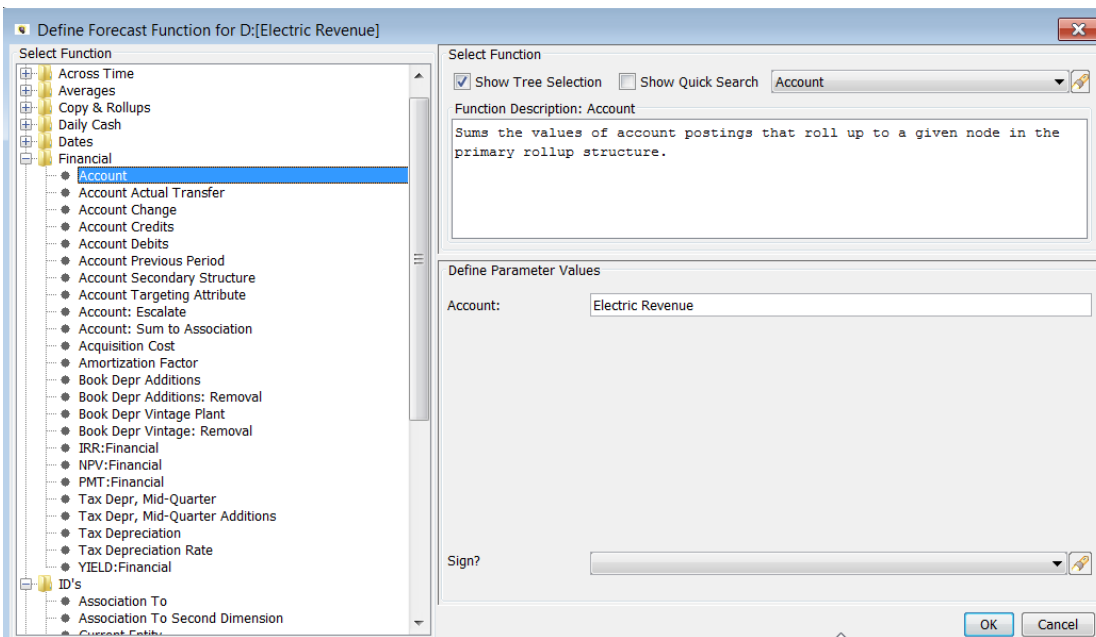 Define Forecast Function for D:[Electric Revenue]
Select Function
Across Time
Averages
Copy & Rollups
Daily Cash
Dates
Financial
Account
Account Actual Transfer
Account Change
Account Credits
Account Debits
Account Previous Period
Account Secondary Structure
Account Targeting Attribute
Account: Escalate
Account: Sum to Association
Acquisition Cost
Amortization Factor
Book Depr Additions
Book Depr Additions: Removal
Book Depr Vintage Plant
Book Depr Vintage: Removal
IRR:Financial
NPV:Financial
PMT:Financial
Tax Depr, Mid-Quarter
Tax Depr, Mid-Quarter Additions
Tax Depreciation
Tax Depreciation Rate
YIELD:Financial
ID's
Association To
Association To Second Dimension
Current Entity
Select Function
Show Tree Selection Show Quick Search Account
Function Description: Account
Sums the values of account postings that roll up to a given node in the
primary rollup structure.
Define Parameter Values
Account: Electric Revenue
Sign?
OK Cancel